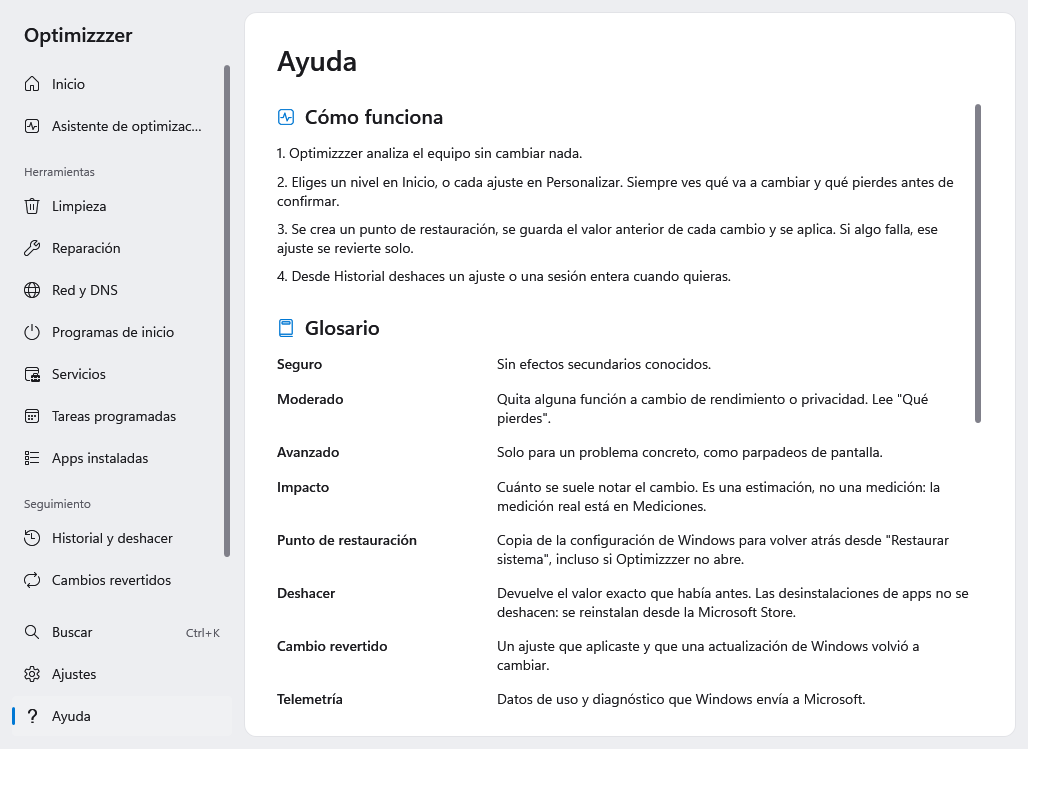 Optimizzzer
Inicio
Asistente de optimizac...
Herramientas
Limpieza
Reparación
Red y DNS
Programas de inicio
Servicios
Tareas programadas
Apps instaladas
Seguimiento
Historial y deshacer
Cambios revertidos
Buscar Ctrl+K
Ajustes
Ayuda
Ayuda
Cómo funciona
1. Optimizzzer analiza el equipo sin cambiar nada.
2. Eliges un nivel en Inicio, o cada ajuste en Personalizar. Siempre ves qué va a cambiar y qué pierdes antes de
confirmar.
3. Se crea un punto de restauración, se guarda el valor anterior de cada cambio y se aplica. Si algo falla, ese
ajuste se revierte solo.
4. Desde Historial deshaces un ajuste o una sesión entera cuando quieras.
Glosario
Seguro Sin efectos secundarios conocidos.
Moderado Quita alguna función a cambio de rendimiento o privacidad. Lee "Qué
pierdes".
Avanzado Solo para un problema concreto, como parpadeos de pantalla.
Impacto Cuánto se suele notar el cambio. Es una estimación, no una medición: la
medición real está en Mediciones.
Punto de restauración Copia de la configuración de Windows para volver atrás desde "Restaurar
sistema", incluso si Optimizzzer no abre.
Deshacer Devuelve el valor exacto que había antes. Las desinstalaciones de apps no se
deshacen: se reinstalan desde la Microsoft Store.
Cambio revertido Un ajuste que aplicaste y que una actualización de Windows volvió a
cambiar.
Telemetría Datos de uso y diagnóstico que Windows envía a Microsoft.